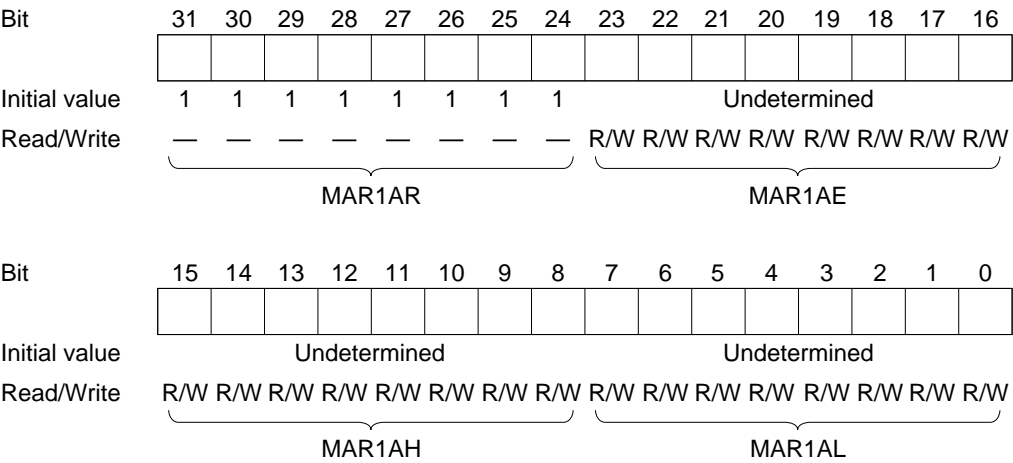 Bit 31 30 29 28 27 26 25 24 23 22 21 20 19 18 17 16
Initial value 1 1 1 1 1 1 1 1 Undetermined
Read/Write — — — — — — — — R/W R/W R/W R/W R/W R/W R/W R/W
MAR1AR MAR1AE
Bit 15 14 13 12 11 10 9 8 7 6 5 4 3 2 1 0
Initial value Undetermined Undetermined
Read/Write R/W R/W R/W R/W R/W R/W R/W R/W R/W R/W R/W R/W R/W R/W R/W R/W
MAR1AH MAR1AL